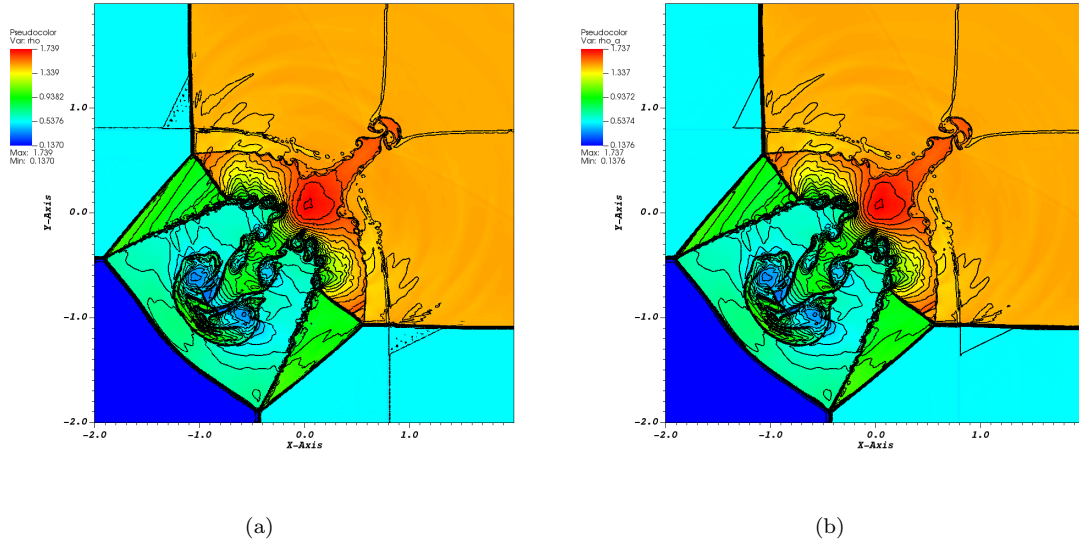 Pseudocolor
Var: rho
1.739
1.339
0.9382
0.5376
0.1370
Max: 1.739
Min: 0.1370
1.0
0.0
-1.0
-2.0
Y-Axis
-2.0 -1.0 0.0 1.0
X-Axis
(a)
Pseudocolor
Var: rho_a
1.737
1.337
0.9372
0.5374
0.1376
Max: 1.737
Min: 0.1376
1.0
0.0
-1.0
-2.0
Y-Axis
-2.0 -1.0 0.0 1.0
X-Axis
(b)